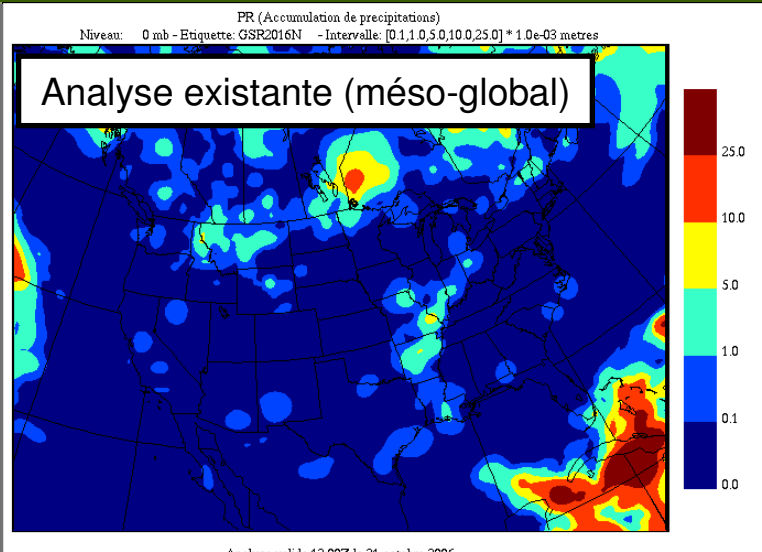 PR (Accumulation de precipitations)
Niveau: 0 mb - Etiquette: GSR2016N - Intervalle: [0.1,1.0,5.0,10.0,25.0] * 1.0e-03 metres
Analyse existante (méso-global)
25.0
10.0
5.0
1.0
0.1
0.0